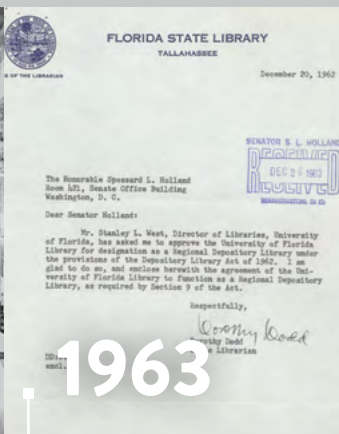 FLORIDA STATE LIBRARY
TALLAHASSEE
OF THE LIBRARIAN
December 20, 1962
SENATOR S. L. HOLLAND
RECEIVED
DEC 26 1962
WASHINGTON, D. C.
The Honorable Spessard L. Holland
Room 421, Senate Office Building
Washington, D. C.
Dear Senator Holland:
Mr. Stanley L. West, Director of Libraries, University
of Florida, has asked me to approve the University of Florida
Library for designation as a Regional Depository Library under
the provisions of the Depository Library Act of 1962. I am
glad to do so, and enclose herewith the agreement of the Uni-
versity of Florida Library to function as a Regional Depository
Library, as required by Section 9 of the Act.
Respectfully,
Dorothy Dodd
Dorothy Dodd
Librarian
DD:
encl.
1963